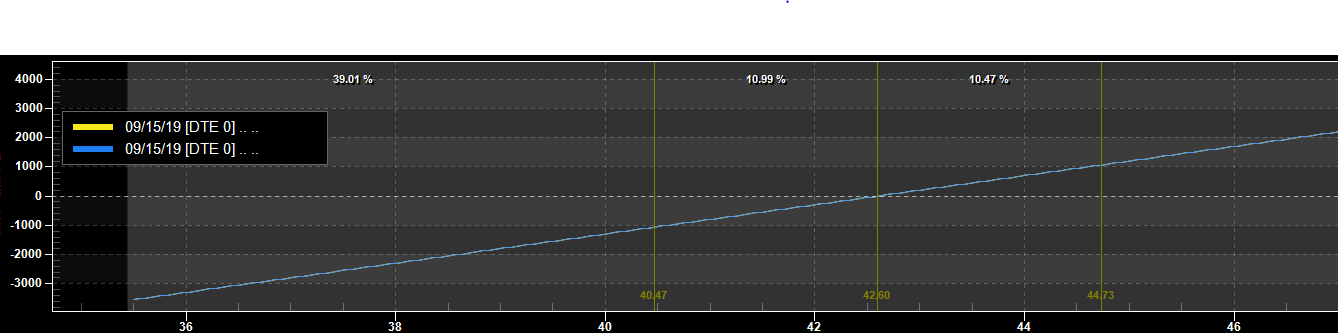 39.01 % 10.99 % 10.47 %
4000
3000
2000
1000
0
-1000
-2000
-3000
09/15/19 [DTE 0] .. ..
09/15/19 [DTE 0] .. ..
40.47 42.60 44.73
36 38 40 42 44 46